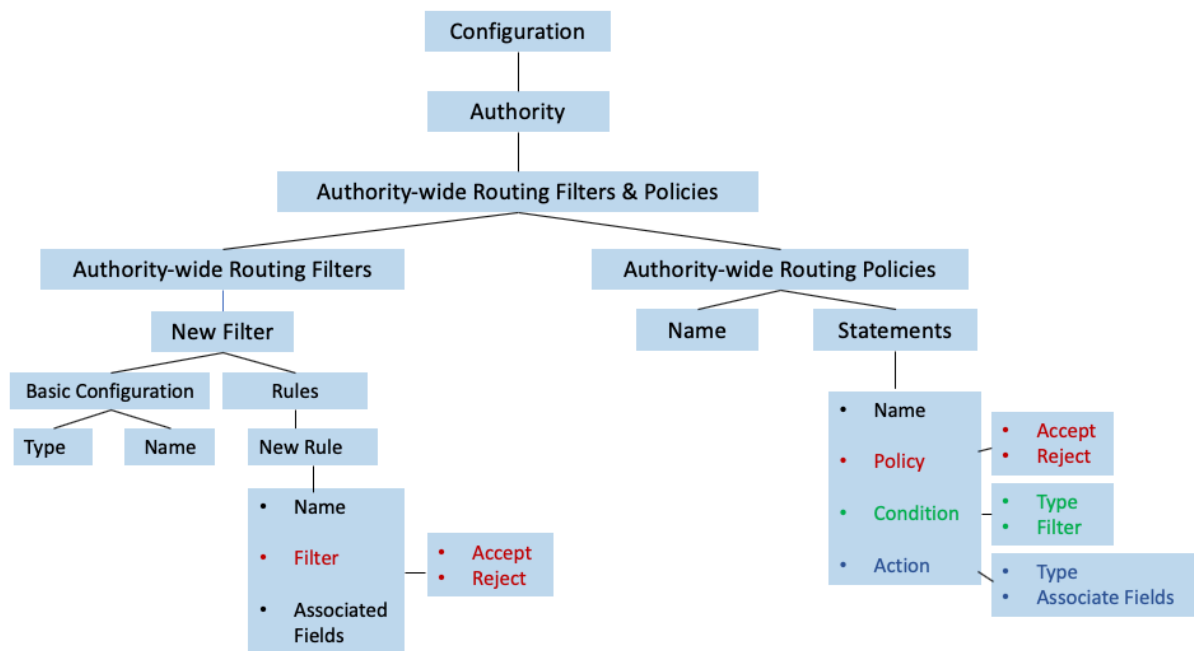 Configuration
Authority
Authority-wide Routing Filters & Policies
Authority-wide Routing Filters
Authority-wide Routing Policies
New Filter
Name
Statements
Basic Configuration
Rules
Type
Name
New Rule
• Name
• Filter
• Associated
Fields
• Accept
• Reject
• Name
• Policy
• Condition
• Action
• Accept
• Reject
• Type
• Filter
• Type
• Associate Fields